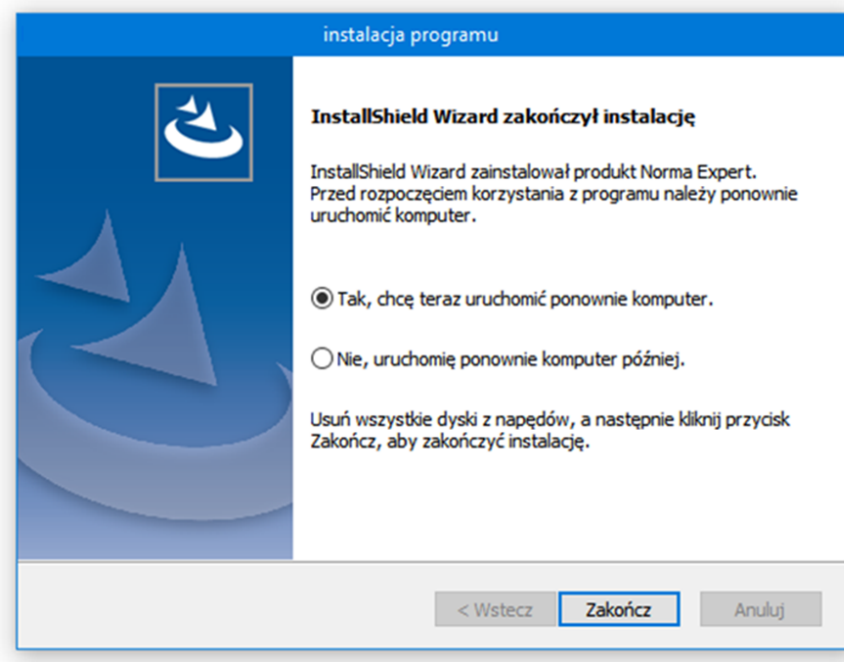 instalacja programu
InstallShield Wizard zakończył instalację
InstallShield Wizard zainstalował produkt Norma Expert.
Przed rozpoczęciem korzystania z programu należy ponownie
uruchomić komputer.
Tak, chcę teraz uruchomić ponownie komputer.
Nie, uruchomię ponownie komputer później.
Usuń wszystkie dyski z napędów, a następnie kliknij przycisk
Zakończ, aby zakończyć instalację.
< Wstecz Zakończ Anuluj